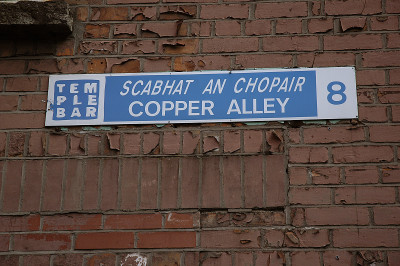 TEM
PLE
BAR
SCABHAT AN CHOPAIR
COPPER ALLEY
8